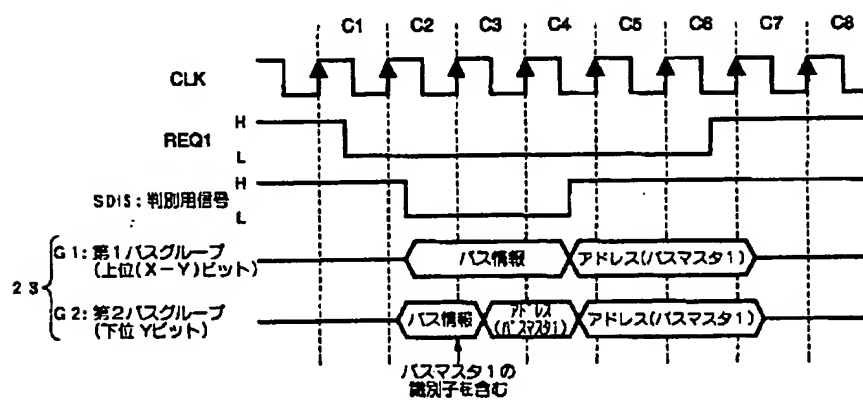 C1 C2 C3 C4 C5 C6 C7 C8
CLK
REQ1
H
L
SDIS:判別用信号
H
L
23
G1:第1バスグループ
(上位(X-Y)ビット)
バス情報
アドレス(バスマスタ1)
G2:第2バスグループ
(下位Yビット)
バス情報
アドレス
(バスマスタ1)
アドレス(バスマスタ1)
バスマスタ1の
識別子を含む